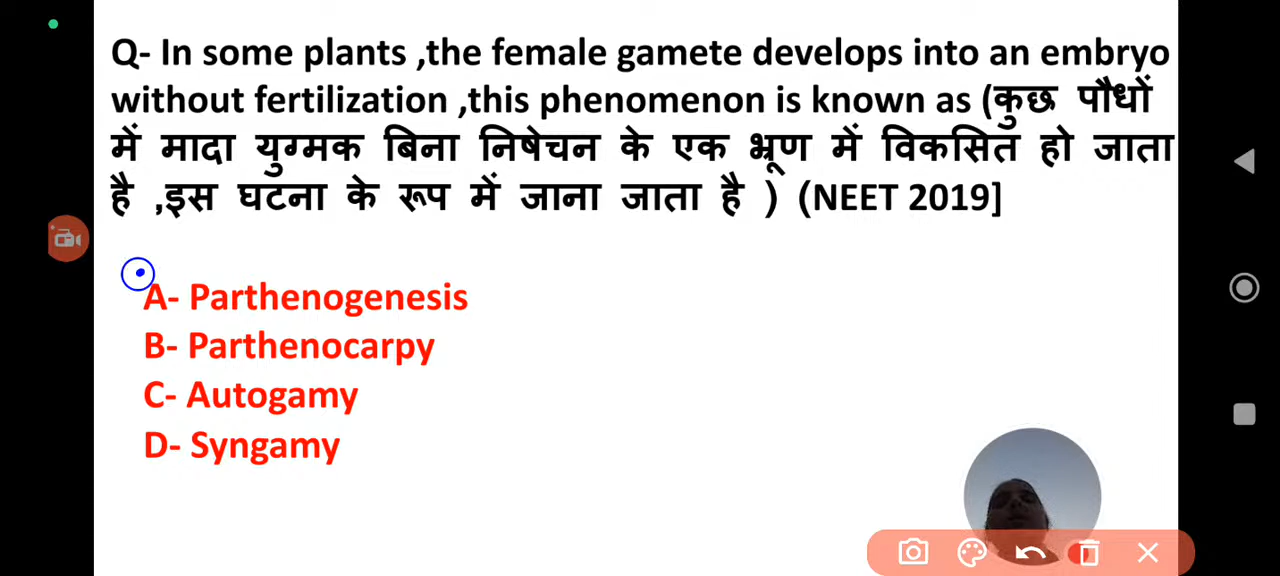 Q- In some plants ,the female gamete develops into an embryo
without fertilization ,this phenomenon is known as (कुछ पौधों
में मादा युग्मक बिना निषेचन के एक भ्रूण में विकसित हो जाता
है ,इस घटना के रूप में जाना जाता है ) (NEET 2019]
A- Parthenogenesis
B- Parthenocarpy
C- Autogamy
D- Syngamy